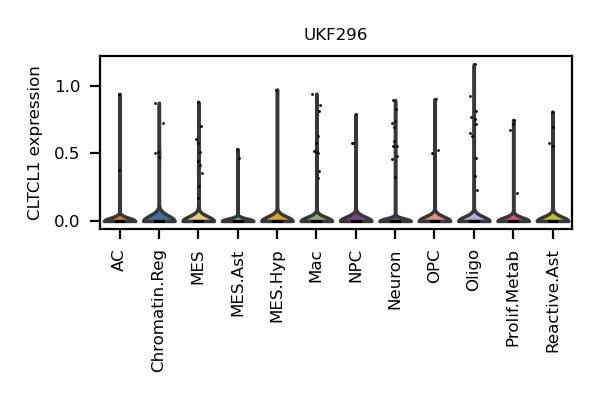 UKF296
CLTCL1 expression
1.0
0.5
0.0
AC
Chromatin.Reg
MES
MES.Ast
MES.Hyp
Mac
NPC
Neuron
OPC
Oligo
Prolif.Metab
Reactive.Ast